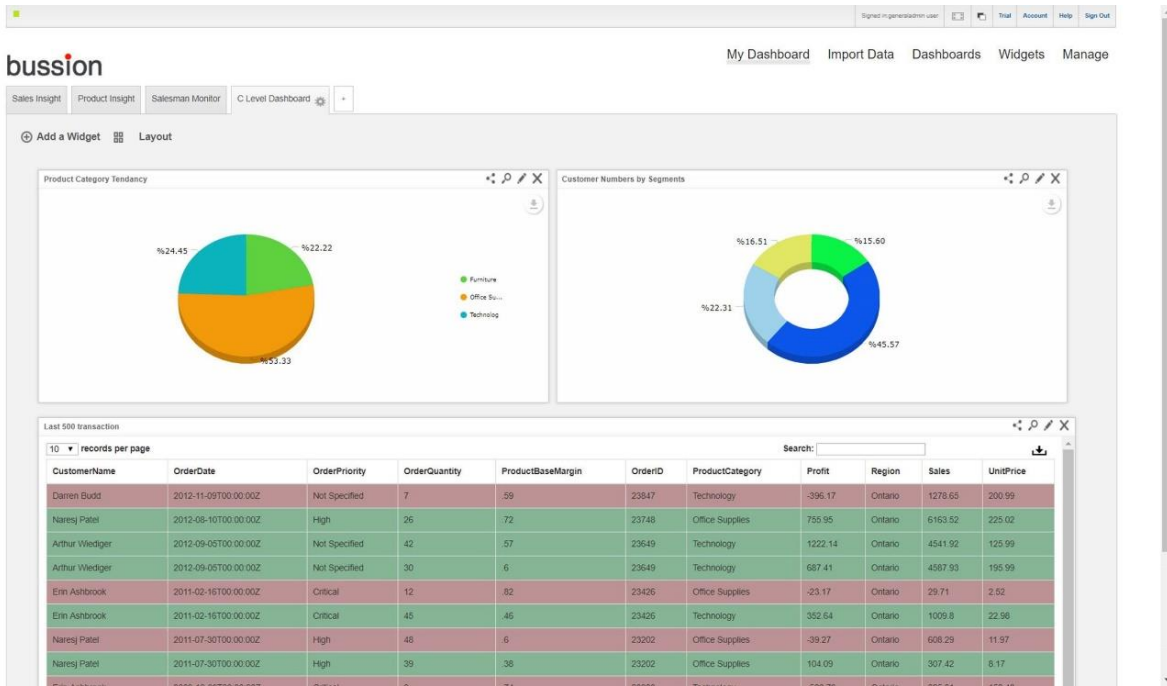 Signed in:generaladmin user Trial Account Help Sign Out
bussion
My Dashboard Import Data Dashboards Widgets Manage
Sales Insight Product Insight Salesman Monitor C Level Dashboard +
Add a Widget Layout
Product Category Tendancy
%24.45 %22.22
%53.33
Furniture
Office Su...
Technolog
Customer Numbers by Segments
%16.51 %15.60
%22.31
%45.57
Last 500 transaction
10 records per page Search:
CustomerName OrderDate OrderPriority OrderQuantity ProductBaseMargin OrderID ProductCategory Profit Region Sales UnitPrice
Darren Budd 2012-11-09T00:00:00Z Not Specified 7 .59 23847 Technology -396.17 Ontario 1278.65 200.99
Naresj Patel 2012-08-10T00:00:00Z High 26 .72 23748 Office Supplies 755.95 Ontario 6163.52 225.02
Arthur Wiediger 2012-09-05T00:00:00Z Not Specified 42 .57 23649 Technology 1222.14 Ontario 4541.92 125.99
Arthur Wiediger 2012-09-05T00:00:00Z Not Specified 30 .6 23649 Technology 687.41 Ontario 4587.93 195.99
Erin Ashbrook 2011-02-16T00:00:00Z Critical 12 .82 23426 Office Supplies -23.17 Ontario 29.71 2.52
Erin Ashbrook 2011-02-16T00:00:00Z Critical 45 .46 23426 Technology 352.64 Ontario 1009.8 22.98
Naresj Patel 2011-07-30T00:00:00Z High 48 .6 23202 Office Supplies -39.27 Ontario 608.29 11.97
Naresj Patel 2011-07-30T00:00:00Z High 39 .38 23202 Office Supplies 104.09 Ontario 307.42 8.17